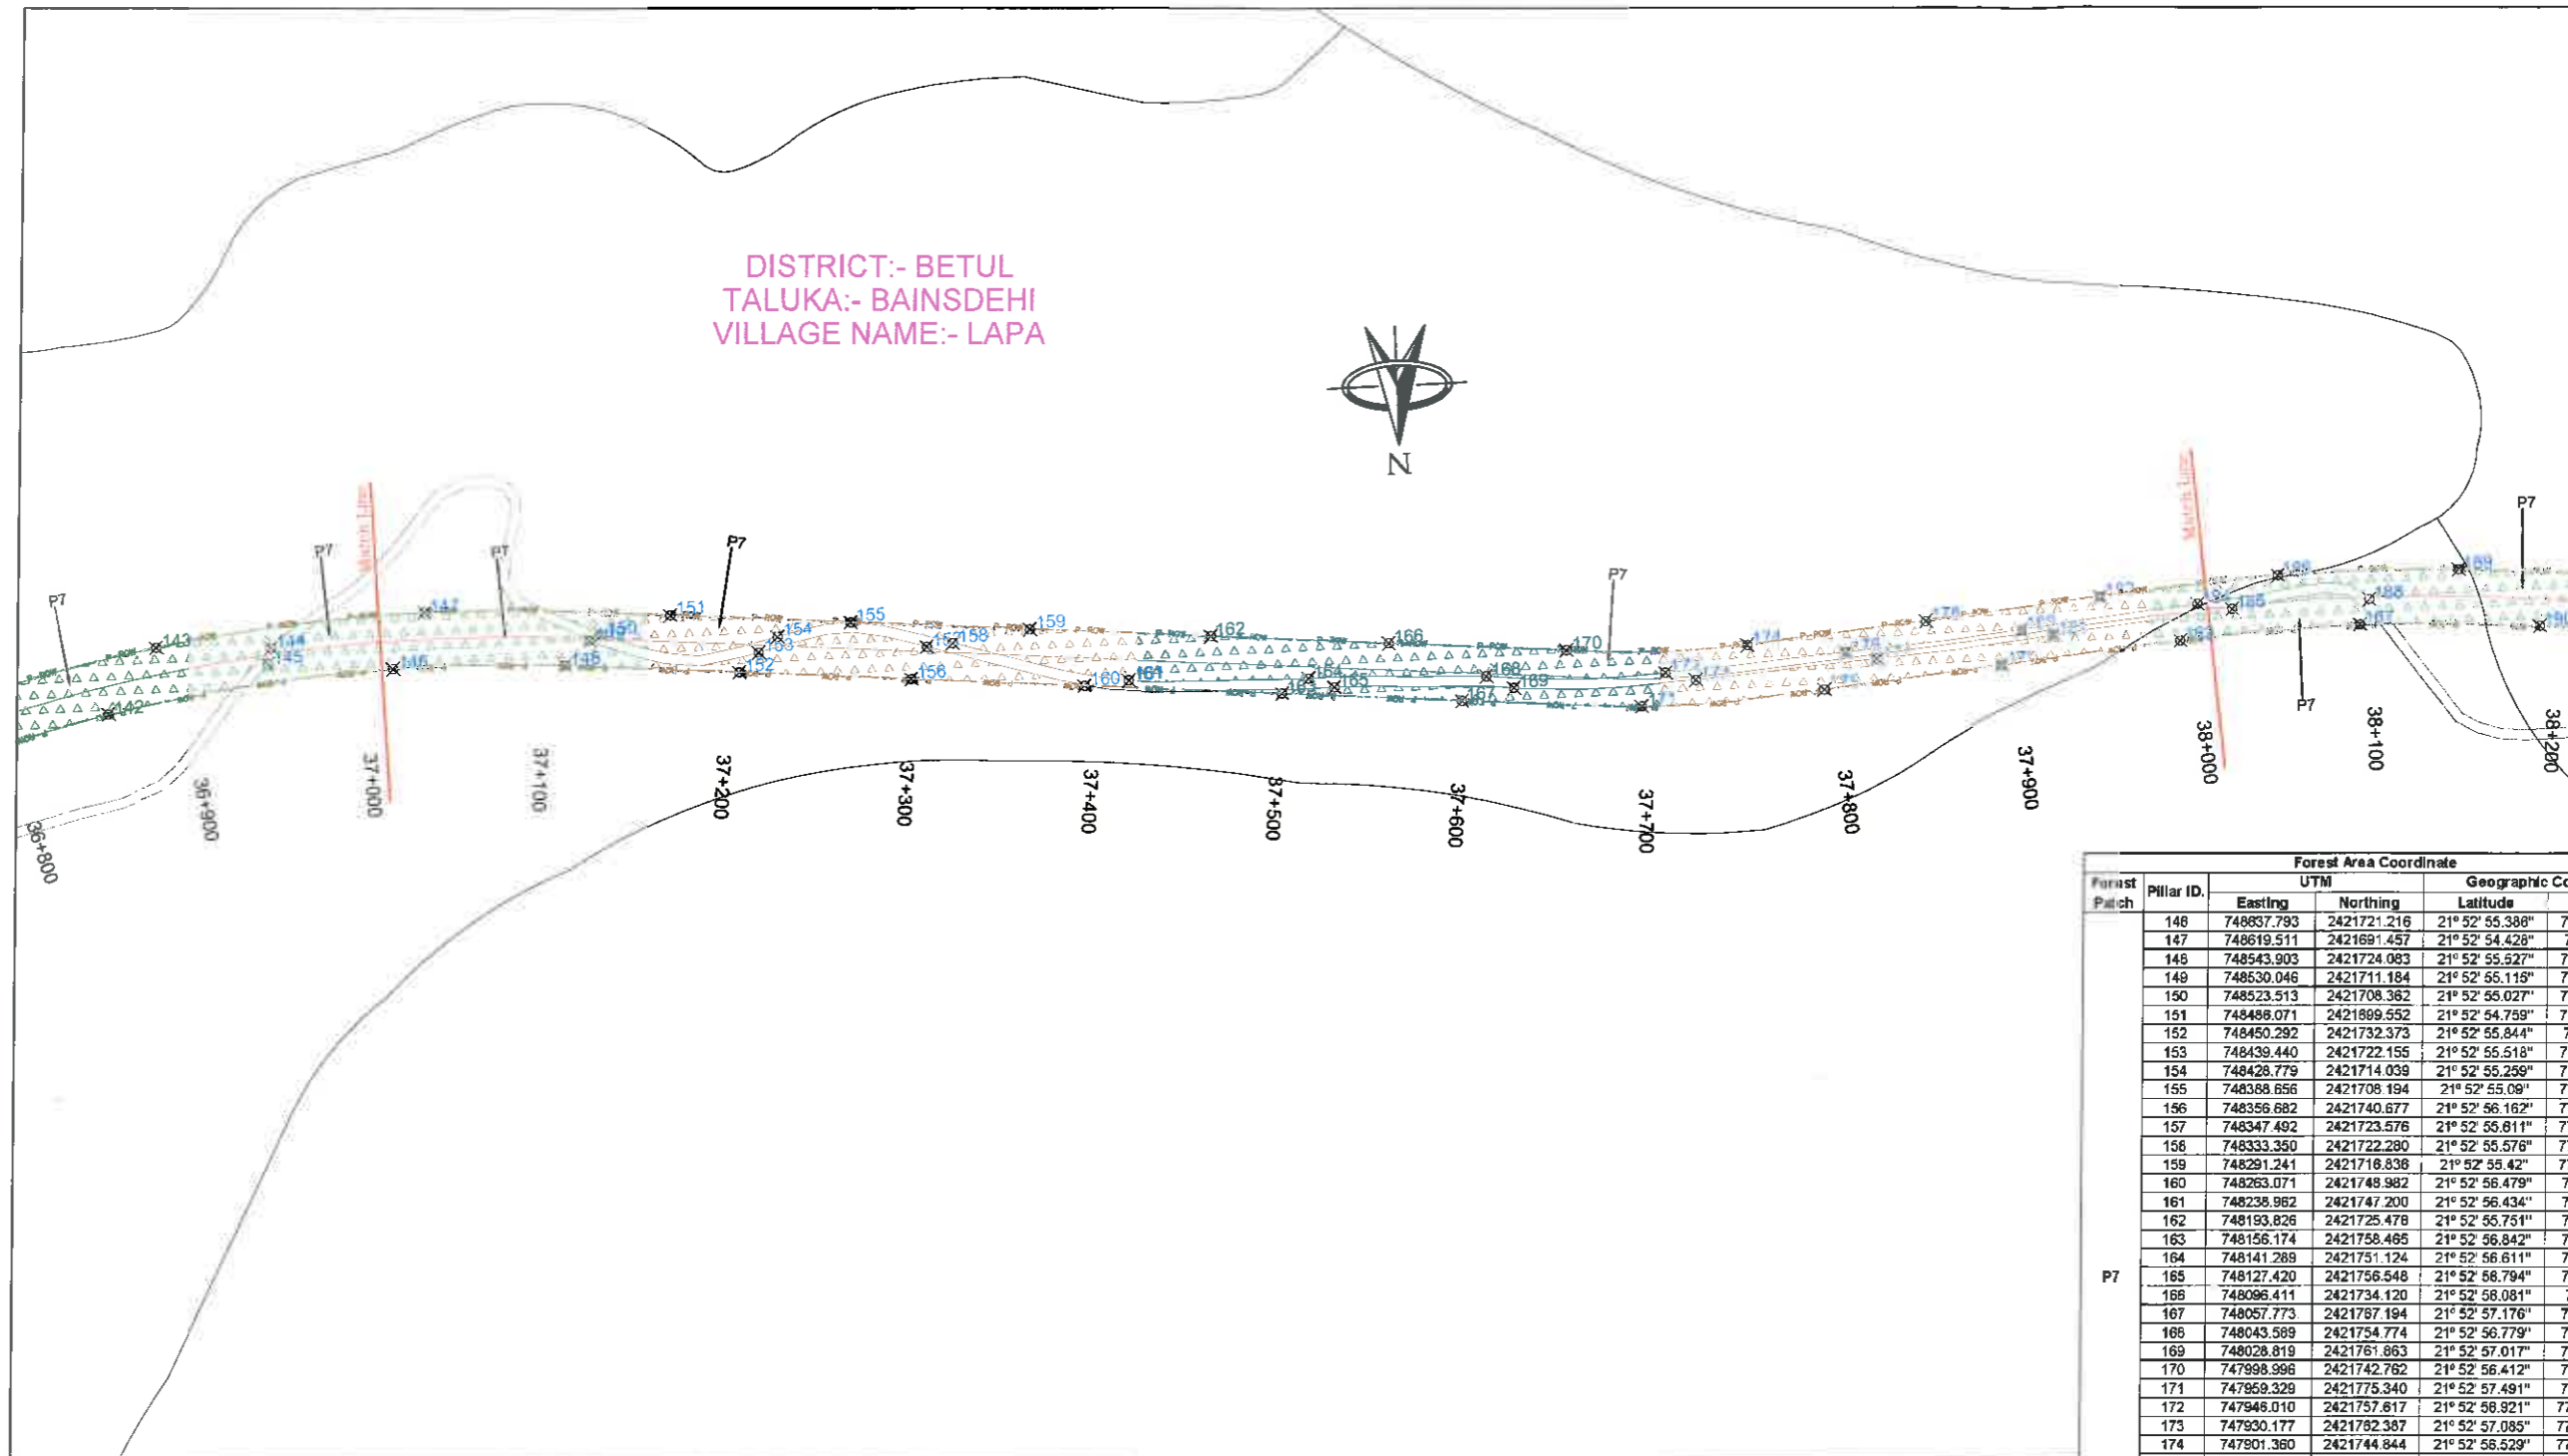 DISTRICT:- BETUL
TALUKA:- BAINSDEHI
VILLAGE NAME:- LAPA
N
Match Line
Match Line
P7
P7
P7
P7
P7
P7
P7
142
143
144
145
146
147
148
150
151
152
153
154
155
156
157
158
159
160
161
162
163
164
165
166
167
168
169
170
171
172
173
174
186
187
188
189
190
36+800
36+900
37+000
37+100
37+200
37+300
37+400
37+500
37+600
37+700
37+800
37+900
38+000
38+100
38+200
Forest Area Coordinate
Forest Patch Pillar ID. UTM Geographic
Easting Northing Latitude
146 748637.793 2421721.216 21° 52' 55.386"
147 748619.511 2421691.457 21° 52' 54.428"
148 748543.903 2421724.083 21° 52' 55.527"
149 748530.046 2421711.184 21° 52' 55.115"
150 748523.513 2421708.362 21° 52' 55.027"
151 748486.071 2421699.552 21° 52' 54.759"
152 748450.292 2421732.373 21° 52' 55.844"
153 748439.440 2421722.155 21° 52' 55.518"
154 748428.779 2421714.039 21° 52' 55.259"
155 748388.656 2421708.194 21° 52' 55.09"
156 748356.682 2421740.677 21° 52' 56.162"
157 748347.492 2421723.576 21° 52' 55.611"
158 748333.350 2421722.280 21° 52' 55.576"
159 748291.241 2421716.836 21° 52' 55.42"
160 748263.071 2421748.982 21° 52' 56.479"
161 748238.962 2421747.200 21° 52' 56.434"
162 748193.826 2421725.478 21° 52' 55.751"
163 748156.174 2421758.465 21° 52' 56.842"
164 748141.289 2421751.124 21° 52' 56.611"
P7 165 748127.420 2421756.548 21° 52' 56.794"
166 748096.411 2421734.120 21° 52' 56.081"
167 748057.773 2421767.194 21° 52' 57.176"
168 748043.589 2421754.774 21° 52' 56.779"
169 748028.819 2421761.863 21° 52' 57.017"
170 747998.996 2421742.762 21° 52' 56.412"
171 747959.329 2421775.340 21° 52' 57.491"
172 747946.010 2421757.617 21° 52' 56.921"
173 747930.177 2421762.387 21° 52' 57.085"
174 747901.360 2421744.844 21° 52' 56.529"